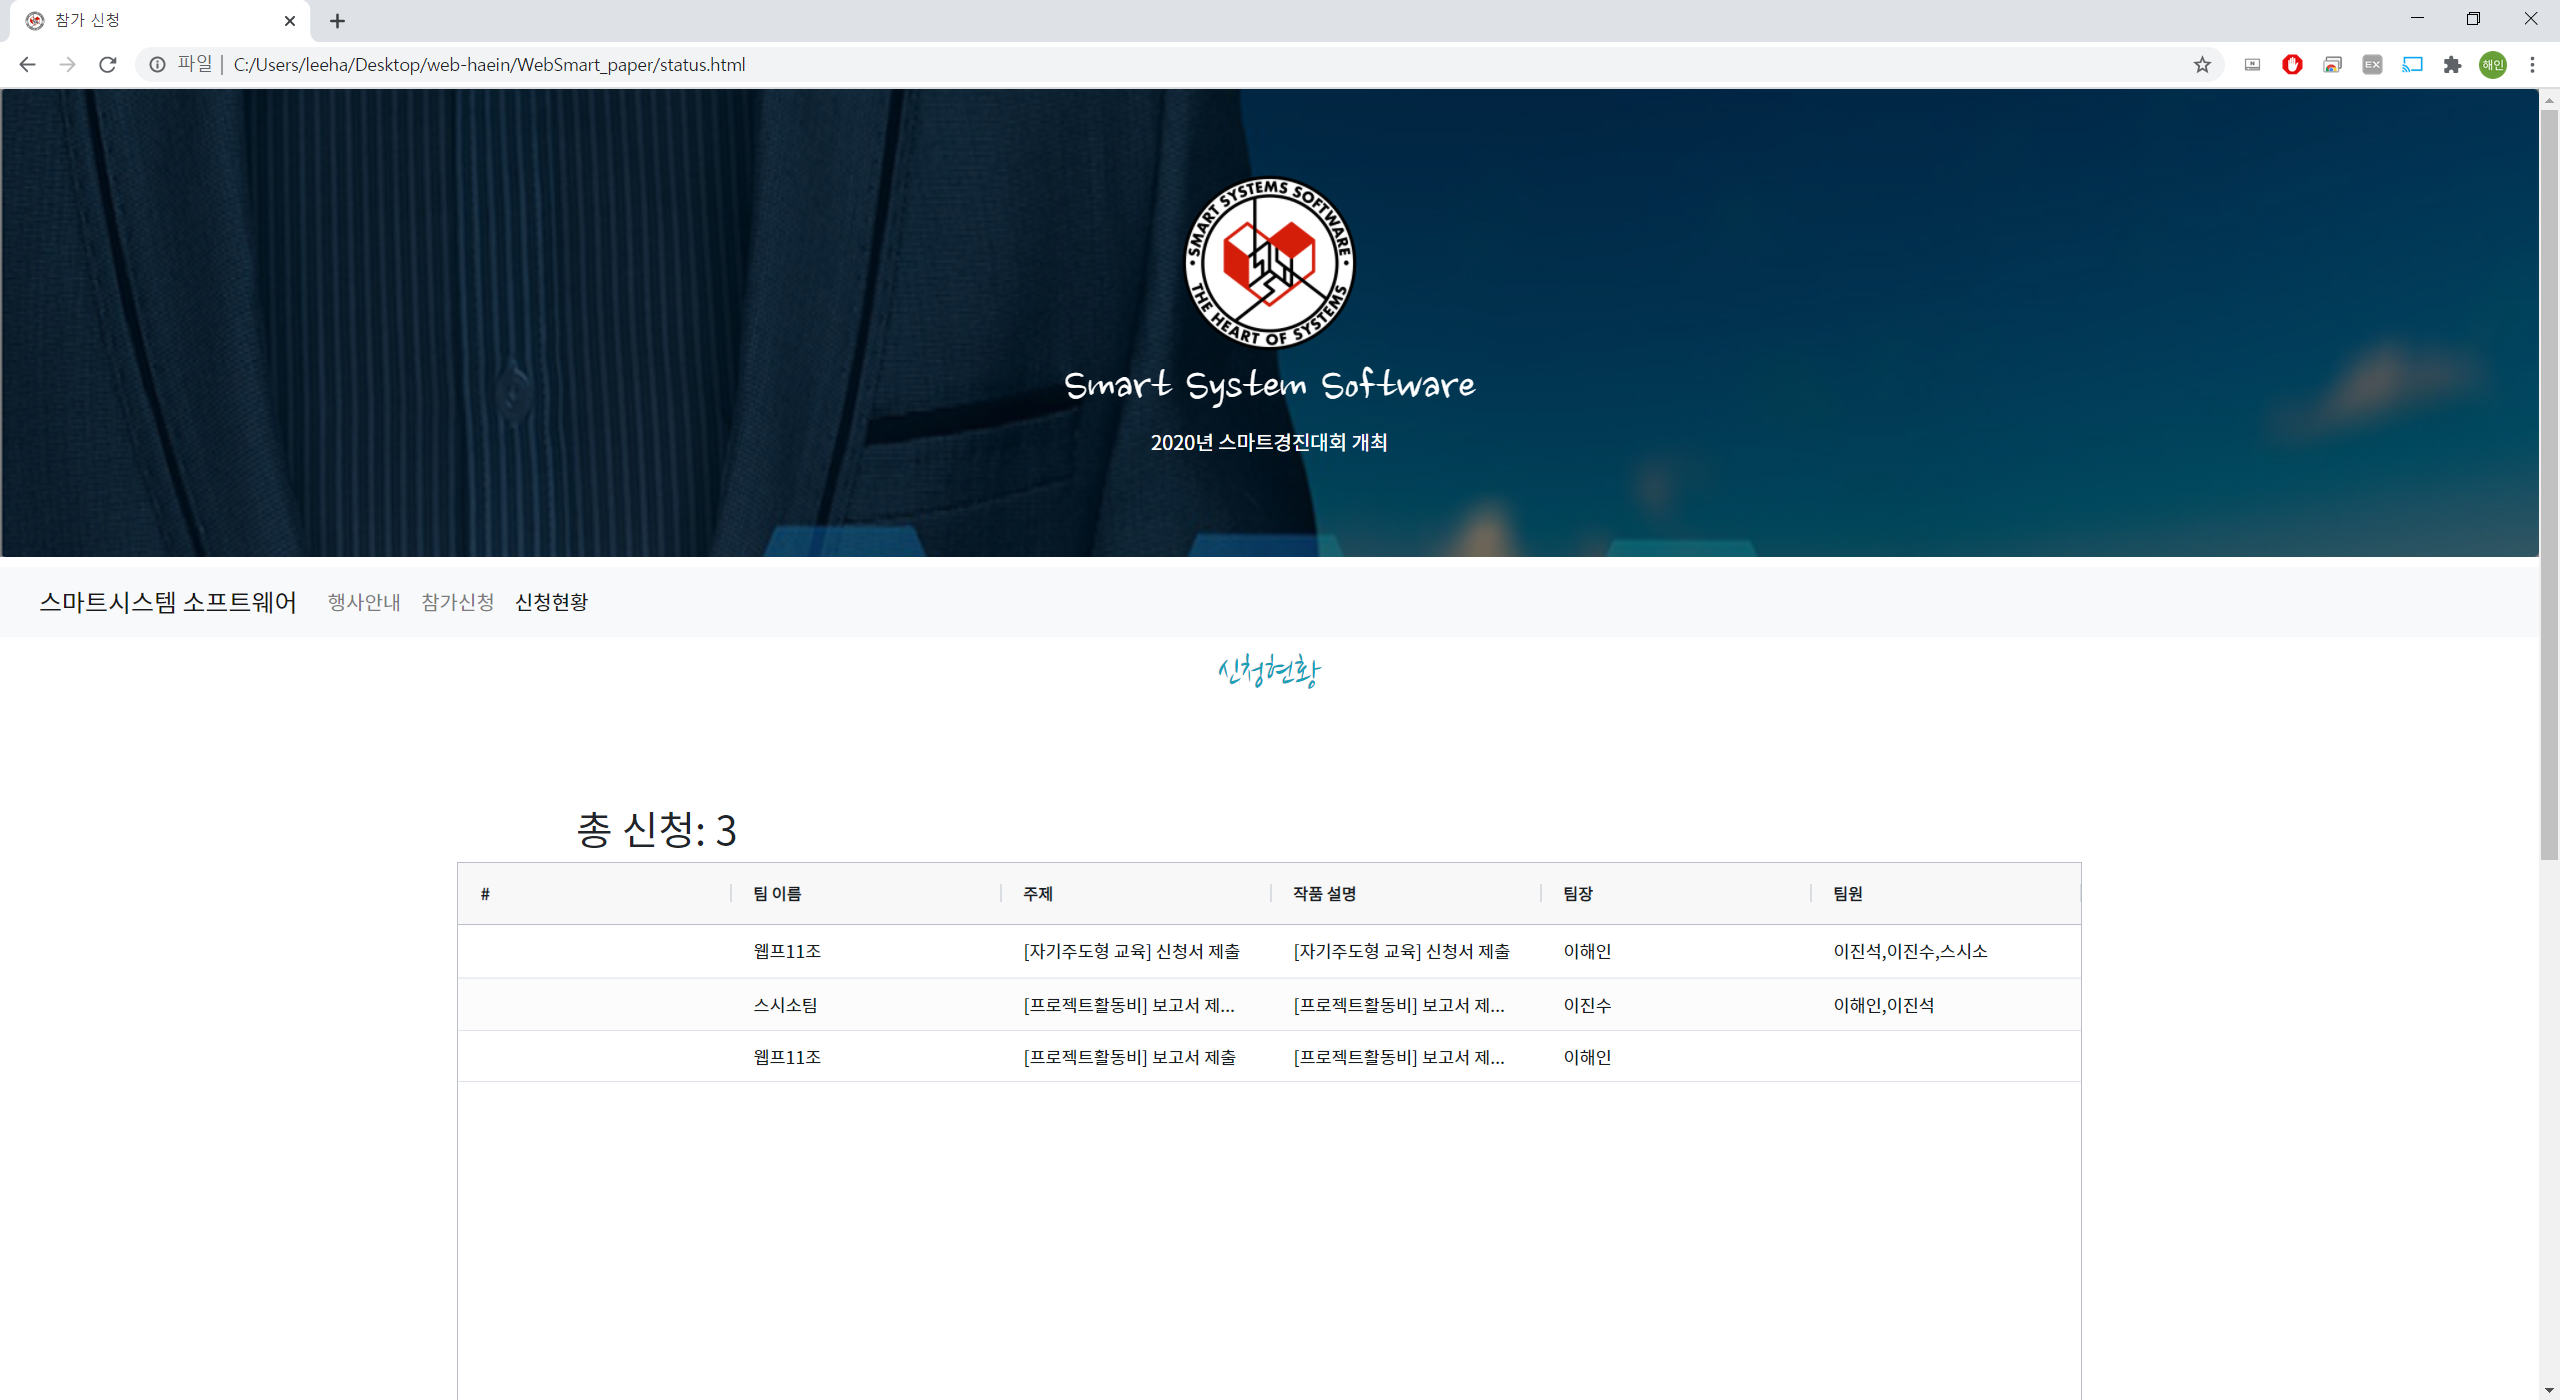 참가 신청
파일 | C:/Users/leeha/Desktop/web-haein/WebSmart_paper/status.html
EX
해인
SMART SYSTEMS SOFTWARE
THE HEART OF SYSTEMS
Smart System Software
2020년 스마트경진대회 개최
스마트시스템 소프트웨어 행사안내 참가신청 신청현황
신청현황
총 신청: 3
# 팀 이름 주제 작품 설명 팀장 팀원
웹프11조 [자기주도형 교육] 신청서 제출 [자기주도형 교육] 신청서 제출 이해인 이진석,이진수,스시소
스시소팀 [프로젝트활동비] 보고서 제... [프로젝트활동비] 보고서 제... 이진수 이해인,이진석
웹프11조 [프로젝트활동비] 보고서 제출 [프로젝트활동비] 보고서 제... 이해인